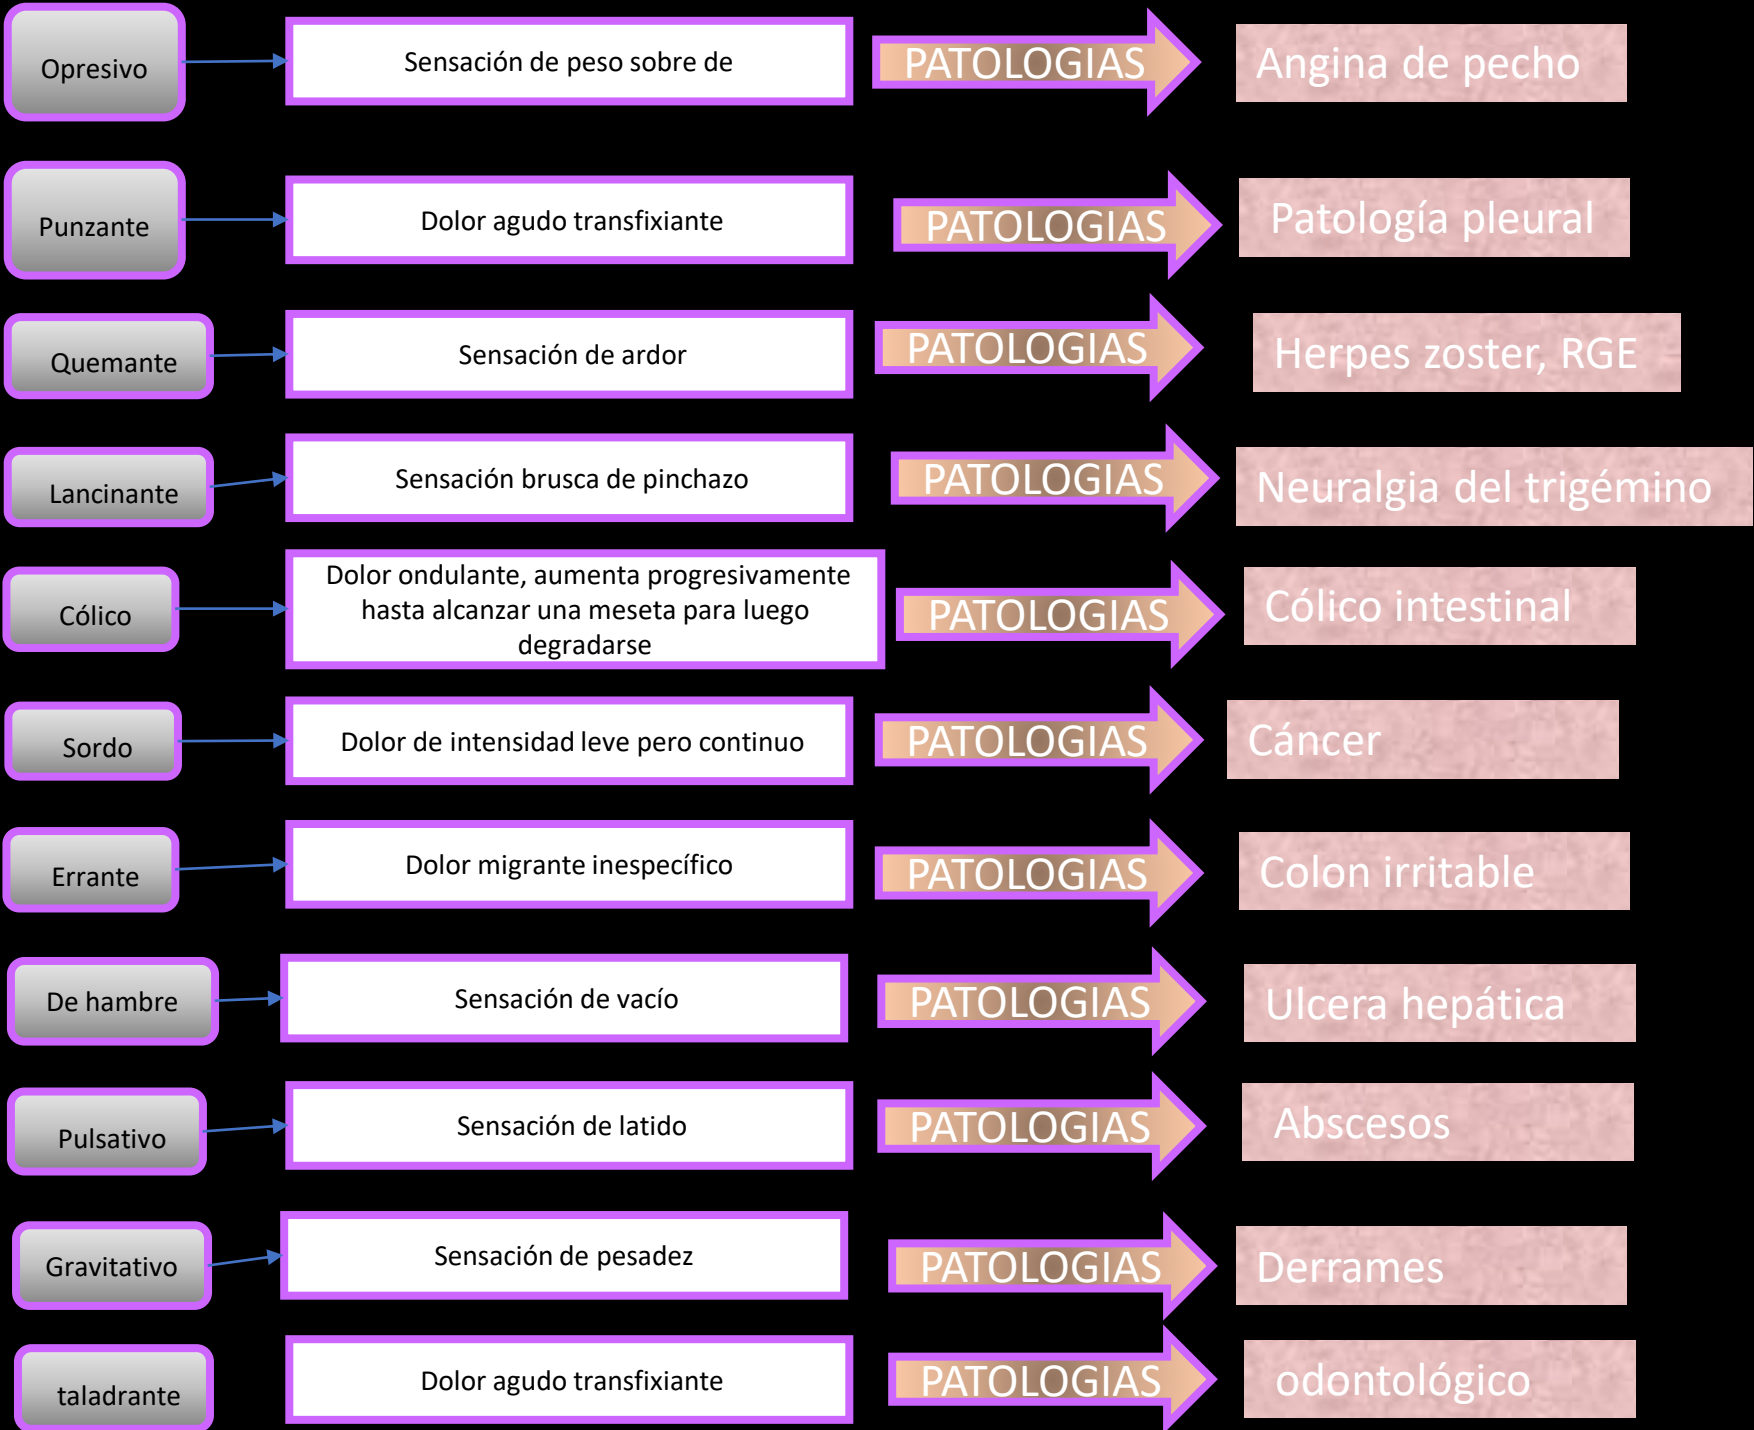 Opresivo
Sensación de peso sobre de
PATOLOGIAS
Angina de pecho
Punzante
Dolor agudo transfixiante
PATOLOGIAS
Patología pleural
Quemante
Sensación de ardor
PATOLOGIAS
Herpes zoster, RGE
Lancinante
Sensación brusca de pinchazo
PATOLOGIAS
Neuralgia del trigémino
Cólico
Dolor ondulante, aumenta progresivamente
hasta alcanzar una meseta para luego
degradarse
PATOLOGIAS
Cólico intestinal
Sordo
Dolor de intensidad leve pero continuo
PATOLOGIAS
Cáncer
Errante
Dolor migrante inespecífico
PATOLOGIAS
Colon irritable
De hambre
Sensación de vacío
PATOLOGIAS
Ulcera hepática
Pulsativo
Sensación de latido
PATOLOGIAS
Abscesos
Gravitativo
Sensación de pesadez
PATOLOGIAS
Derrames
taladrante
Dolor agudo transfixiante
PATOLOGIAS
odontológico